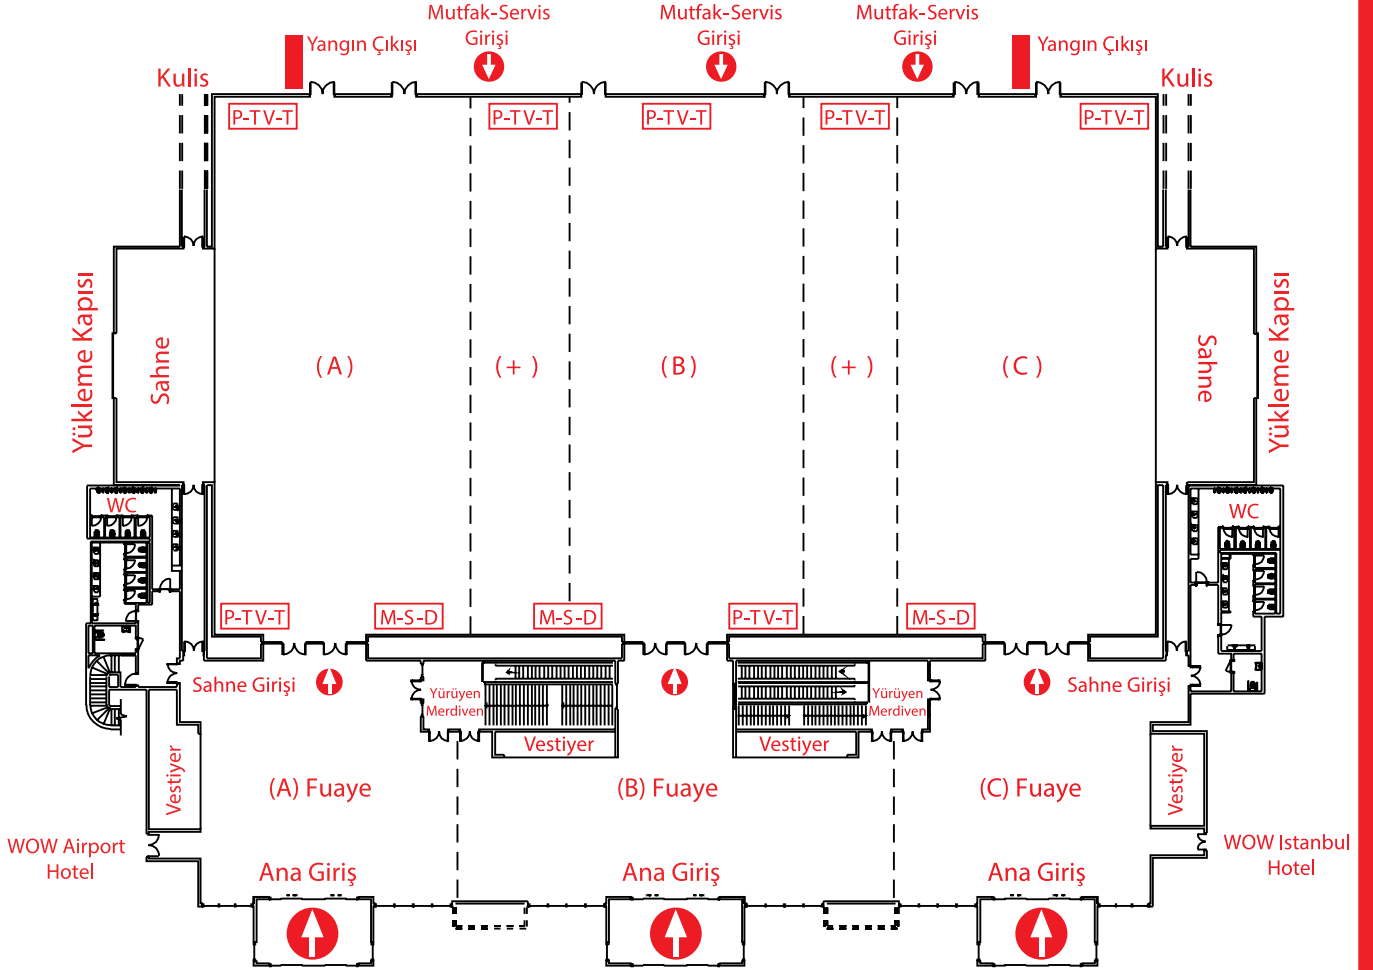 Mutfak-Servis
Girişi
Mutfak-Servis
Girişi
Mutfak-Servis
Girişi
Yangın Çıkışı
Yangın Çıkışı
Kulis
Kulis
P-TV-T
P-TV-T
P-TV-T
P-TV-T
P-TV-T
Yükleme Kapısı
Sahne
(A)
(+)
(B)
(+)
(C)
Sahne
Yükleme Kapısı
WC
WC
P-TV-T
M-S-D
M-S-D
P-TV-T
M-S-D
Sahne Girişi
Yürüyen
Merdiven
Yürüyen
Merdiven
Sahne Girişi
Vestiyer
Vestiyer
Vestiyer
Vestiyer
(A) Fuaye
(B) Fuaye
(C) Fuaye
WOW Airport
Hotel
WOW Istanbul
Hotel
Ana Giriş
Ana Giriş
Ana Giriş